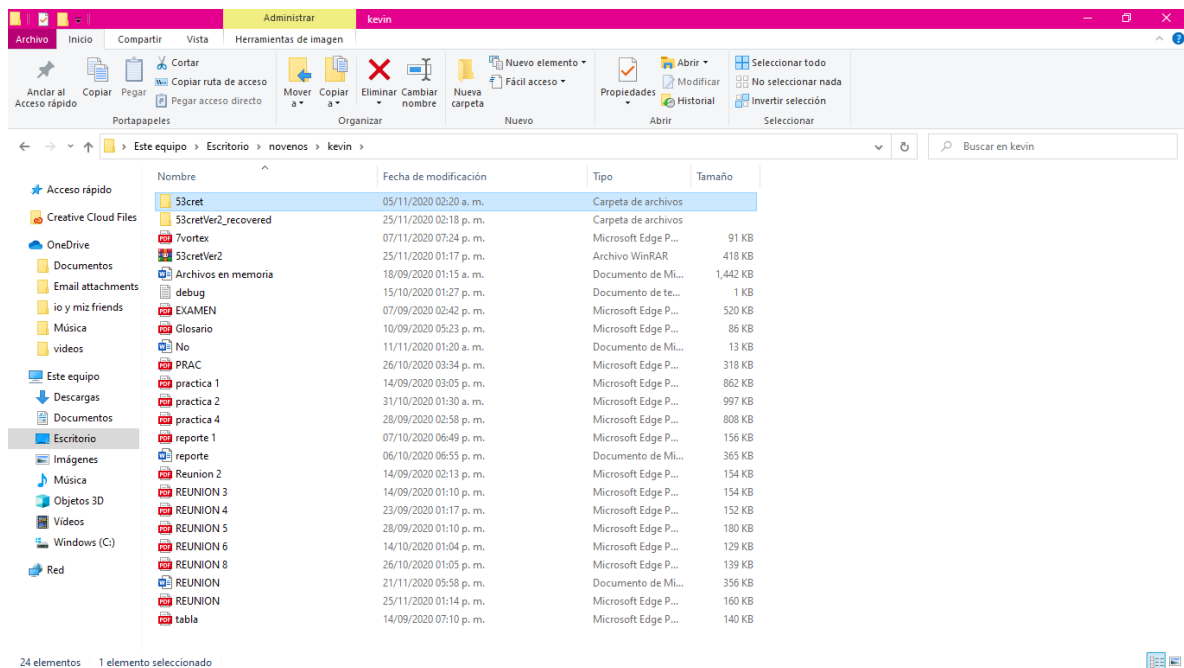 Administrar kevin
Archivo Inicio Compartir Vista Herramientas de imagen
Anclar al Acceso rápido
Copiar
Pegar
Cortar
Copiar ruta de acceso
Pegar acceso directo
Portapapeles
Mover a
Copiar a
Eliminar
Cambiar nombre
Organizar
Nueva carpeta
Nuevo elemento
Fácil acceso
Nuevo
Propiedades
Abrir
Modificar
Historial
Abrir
Seleccionar todo
No seleccionar nada
Invertir selección
Seleccionar
Este equipo > Escritorio > novenos > kevin >
Buscar en kevin
Acceso rápido
Creative Cloud Files
OneDrive
Documentos
Email attachments
io y miz friends
Música
videos
Este equipo
Descargas
Documentos
Escritorio
Imágenes
Música
Objetos 3D
Vídeos
Windows (C:)
Red
Nombre Fecha de modificación Tipo Tamaño
53cret 05/11/2020 02:20 a. m. Carpeta de archivos
53cretVer2_recovered 25/11/2020 02:18 p. m. Carpeta de archivos
7vortex 07/11/2020 07:24 p. m. Microsoft Edge P... 91 KB
53cretVer2 25/11/2020 01:17 p. m. Archivo WinRAR 418 KB
Archivos en memoria 18/09/2020 01:15 a. m. Documento de Mi... 1,442 KB
debug 15/10/2020 01:27 p. m. Documento de te... 1 KB
EXAMEN 07/09/2020 02:42 p. m. Microsoft Edge P... 520 KB
Glosario 10/09/2020 05:23 p. m. Microsoft Edge P... 86 KB
No 11/11/2020 01:20 a. m. Documento de Mi... 13 KB
PRAC 26/10/2020 03:34 p. m. Microsoft Edge P... 318 KB
practica 1 14/09/2020 03:05 p. m. Microsoft Edge P... 862 KB
practica 2 31/10/2020 01:30 a. m. Microsoft Edge P... 997 KB
practica 4 28/09/2020 02:58 p. m. Microsoft Edge P... 808 KB
reporte 1 07/10/2020 06:49 p. m. Microsoft Edge P... 156 KB
reporte 06/10/2020 06:55 p. m. Documento de Mi... 365 KB
Reunion 2 14/09/2020 02:13 p. m. Microsoft Edge P... 154 KB
REUNION 3 14/09/2020 01:10 p. m. Microsoft Edge P... 154 KB
REUNION 4 23/09/2020 01:17 p. m. Microsoft Edge P... 152 KB
REUNION 5 28/09/2020 01:10 p. m. Microsoft Edge P... 180 KB
REUNION 6 14/10/2020 01:04 p. m. Microsoft Edge P... 129 KB
REUNION 8 26/10/2020 01:05 p. m. Microsoft Edge P... 139 KB
REUNION 21/11/2020 05:58 p. m. Documento de Mi... 356 KB
REUNION 25/11/2020 01:14 p. m. Microsoft Edge P... 160 KB
tabla 14/09/2020 07:10 p. m. Microsoft Edge P... 140 KB
24 elementos 1 elemento seleccionado